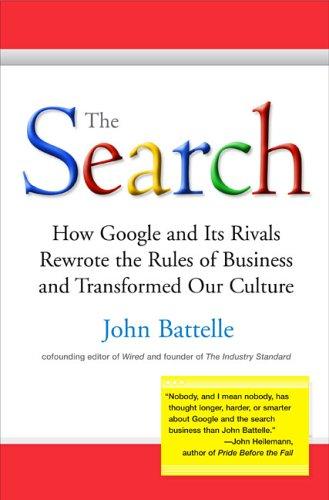 The
Search
How Google and Its Rivals
Rewrote the Rules of Business
and Transformed Our Culture
John Battelle
cofounding editor of Wired and founder of The Industry Standard
"Nobody, and I mean nobody, has
thought longer, harder, or smarter
about Google and the search
business than John Battelle."
—John Heilemann,
author of Pride Before the Fall